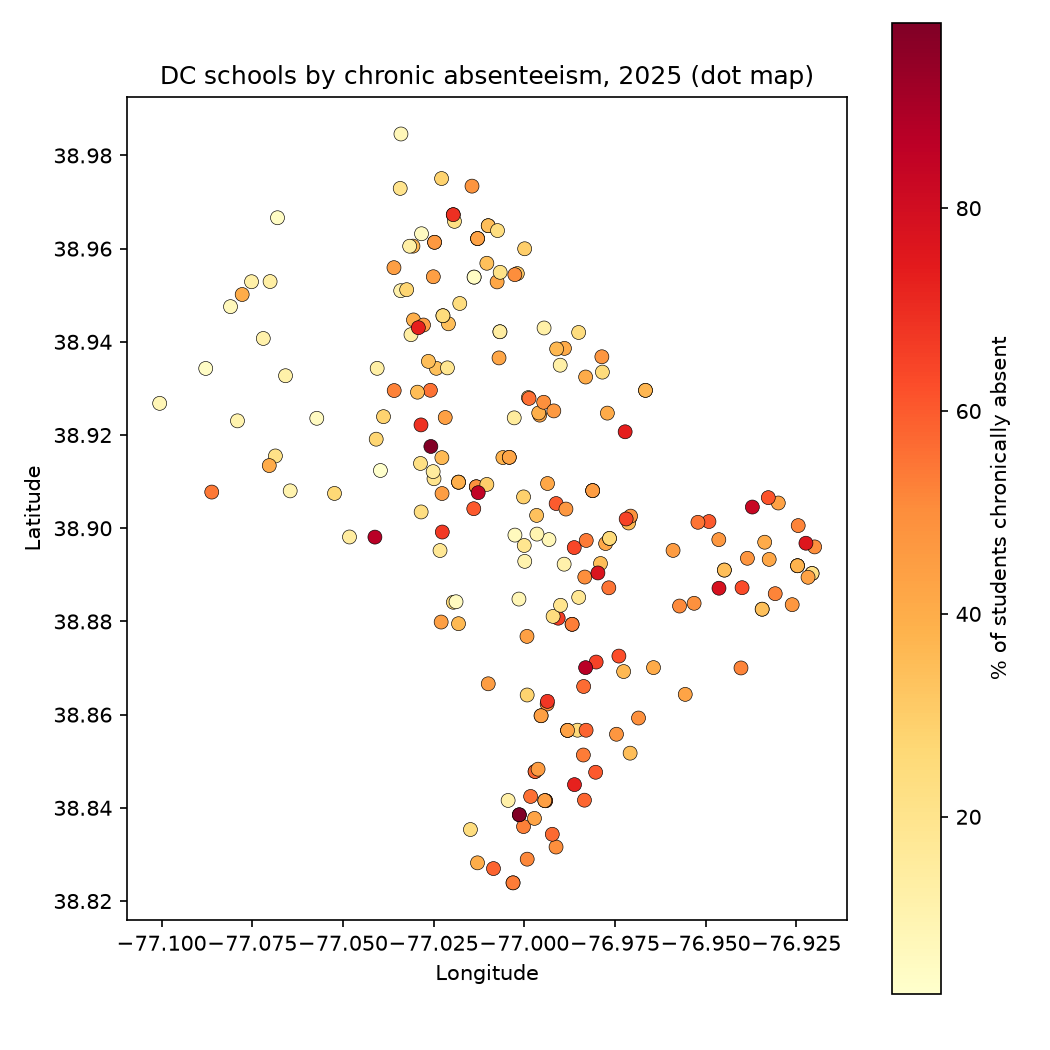 DC schools by chronic absenteeism, 2025 (dot map)
38.98
38.96
38.94
38.92
38.90
38.88
38.86
38.84
38.82
Latitude
−77.100 −77.075 −77.050 −77.025 −77.000 −76.975 −76.950 −76.925
Longitude
80
60
40
20
% of students chronically absent